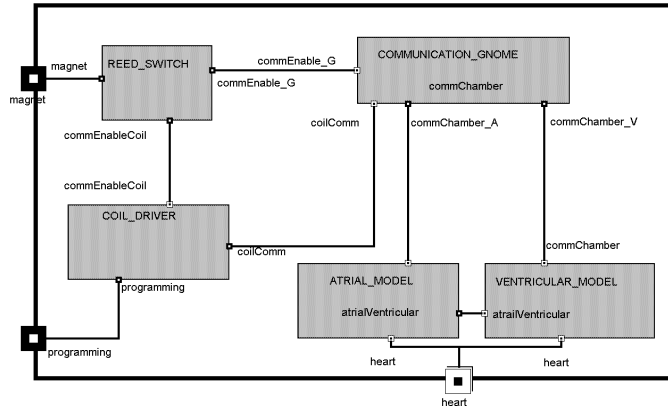 magnet
magnet
REED_SWITCH
commEnable_G
commEnable_G
COMMUNICATION_GNOME
commChamber
commEnableCoil
coilComm
commChamber_A
commChamber_V
commEnableCoil
COIL_DRIVER
coilComm
commChamber
programming
programming
ATRIAL_MODEL
VENTRICULAR_MODEL
atrialVentricular
atrailVentricular
heart
heart
heart